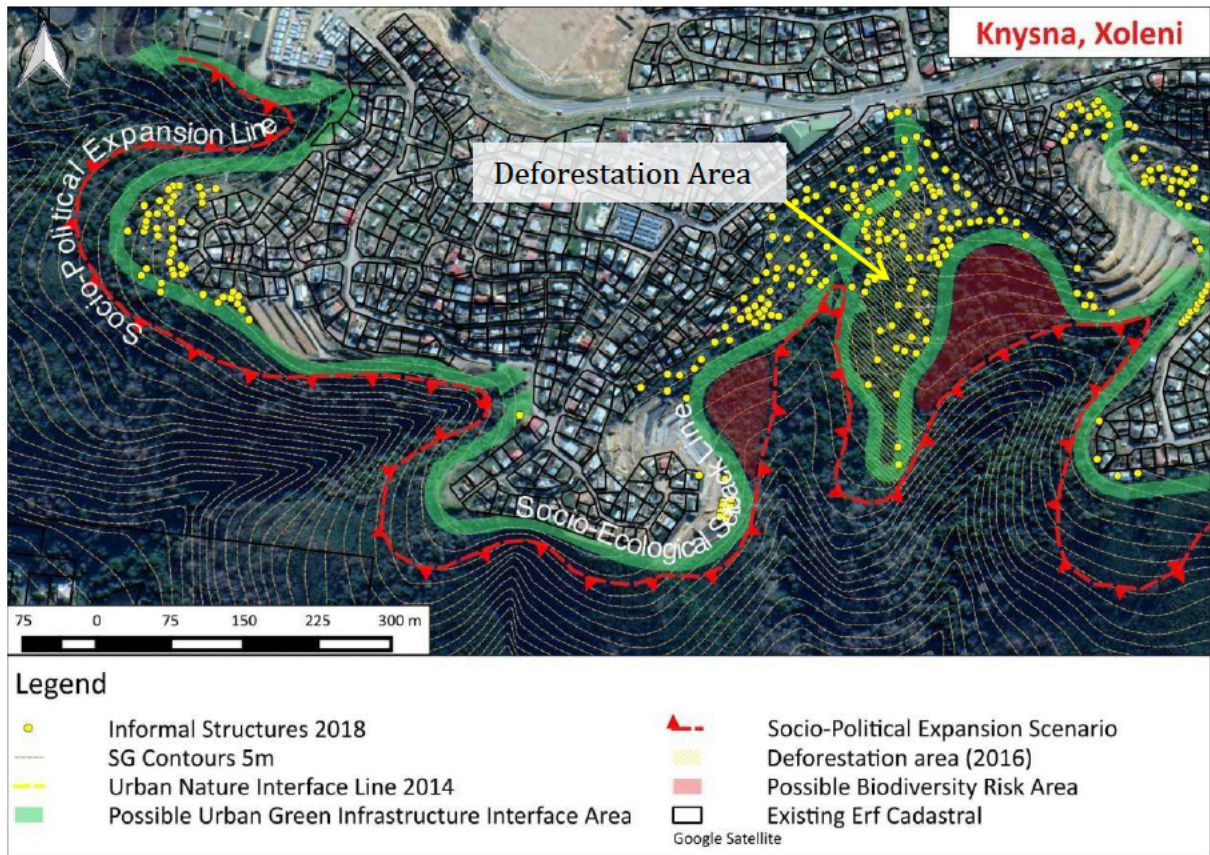 Knysna, Xoleni
Socio-Political Expansion Line
Deforestation Area
Socio-Ecological Setback Line
75 0 75 150 225 300 m
Legend
Informal Structures 2018
SG Contours 5m
Urban Nature Interface Line 2014
Possible Urban Green Infrastructure Interface Area
Socio-Political Expansion Scenario
Deforestation area (2016)
Possible Biodiversity Risk Area
Existing Erf Cadastral
Google Satellite